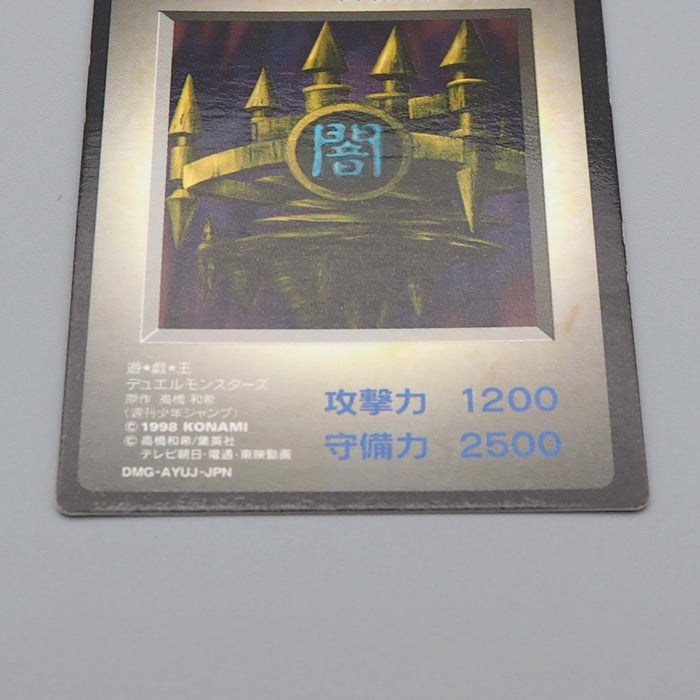 闇
遊★戯★王
デュエルモンスターズ
原作 高橋 和希
(週刊少年ジャンプ)
© 1998 KONAMI
© 高橋和希/集英社
テレビ朝日・電通・東映動画
DMG-AYUJ-JPN
攻撃力 1200
守備力 2500